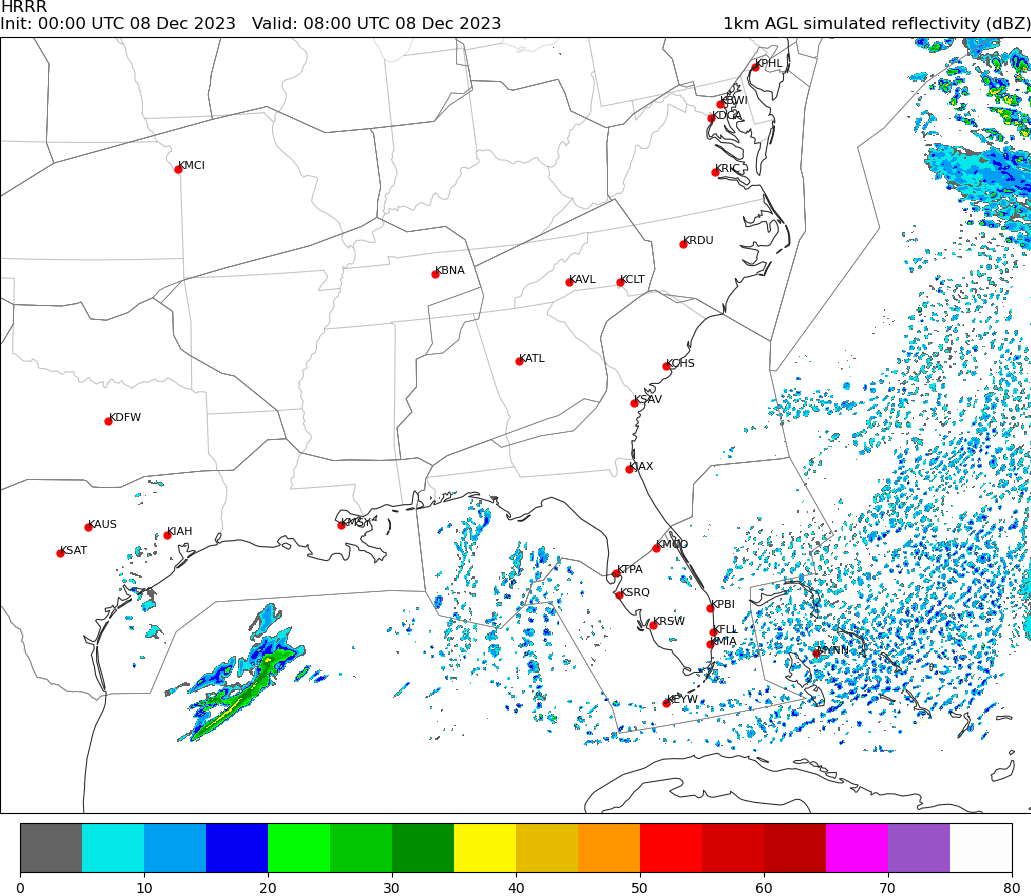 HRRR
Init: 00:00 UTC 08 Dec 2023   Valid: 08:00 UTC 08 Dec 2023   1km AGL simulated reflectivity (dBZ)
KPHL
KBWI
KDCA
KMCI
KRIC
KRDU
KBNA
KAVL KCLT
KATL
KCHS
KSAV
KDFW
KJAX
KAUS
KMSY
KIAH
KSAT
KMCO
KTPA
KSRQ
KPBI
KRSW
KFLL
KMIA
MYNN
KEYW
0 10 20 30 40 50 60 70 80